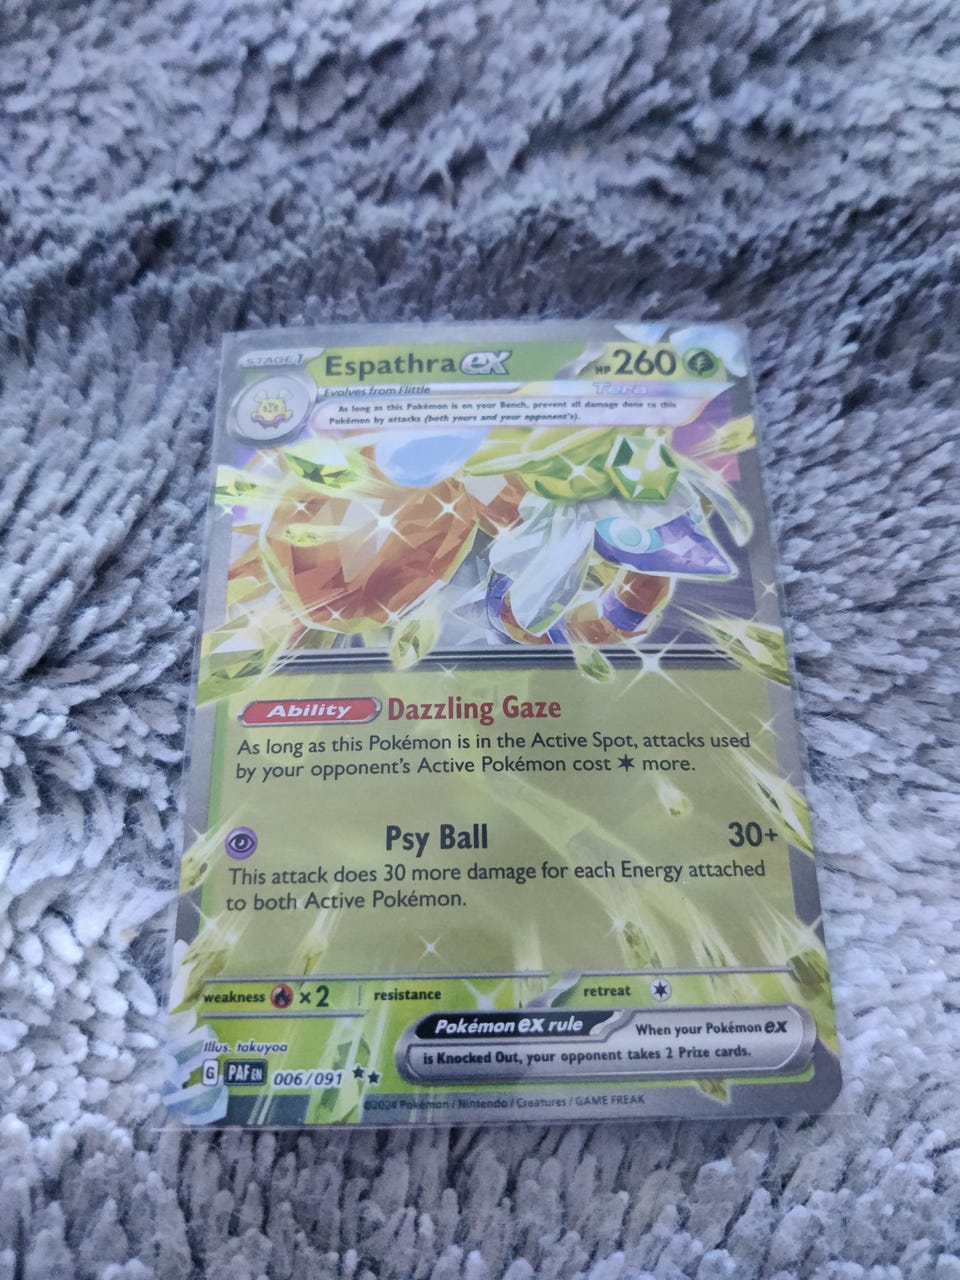 STAGE 1
Espathra ex
HP 260
Evolves from Flittle
Tera
As long as this Pokémon is on your Bench, prevent all damage done to this
Pokémon by attacks (both yours and your opponent's).
Ability Dazzling Gaze
As long as this Pokémon is in the Active Spot, attacks used
by your opponent's Active Pokémon cost more.
Psy Ball 30+
This attack does 30 more damage for each Energy attached
to both Active Pokémon.
weakness ×2 resistance retreat
Pokémon ex rule When your Pokémon ex
is Knocked Out, your opponent takes 2 Prize cards.
Illus. takuyoa
G PAF EN 006/091
©2024 Pokémon / Nintendo / Creatures / GAME FREAK